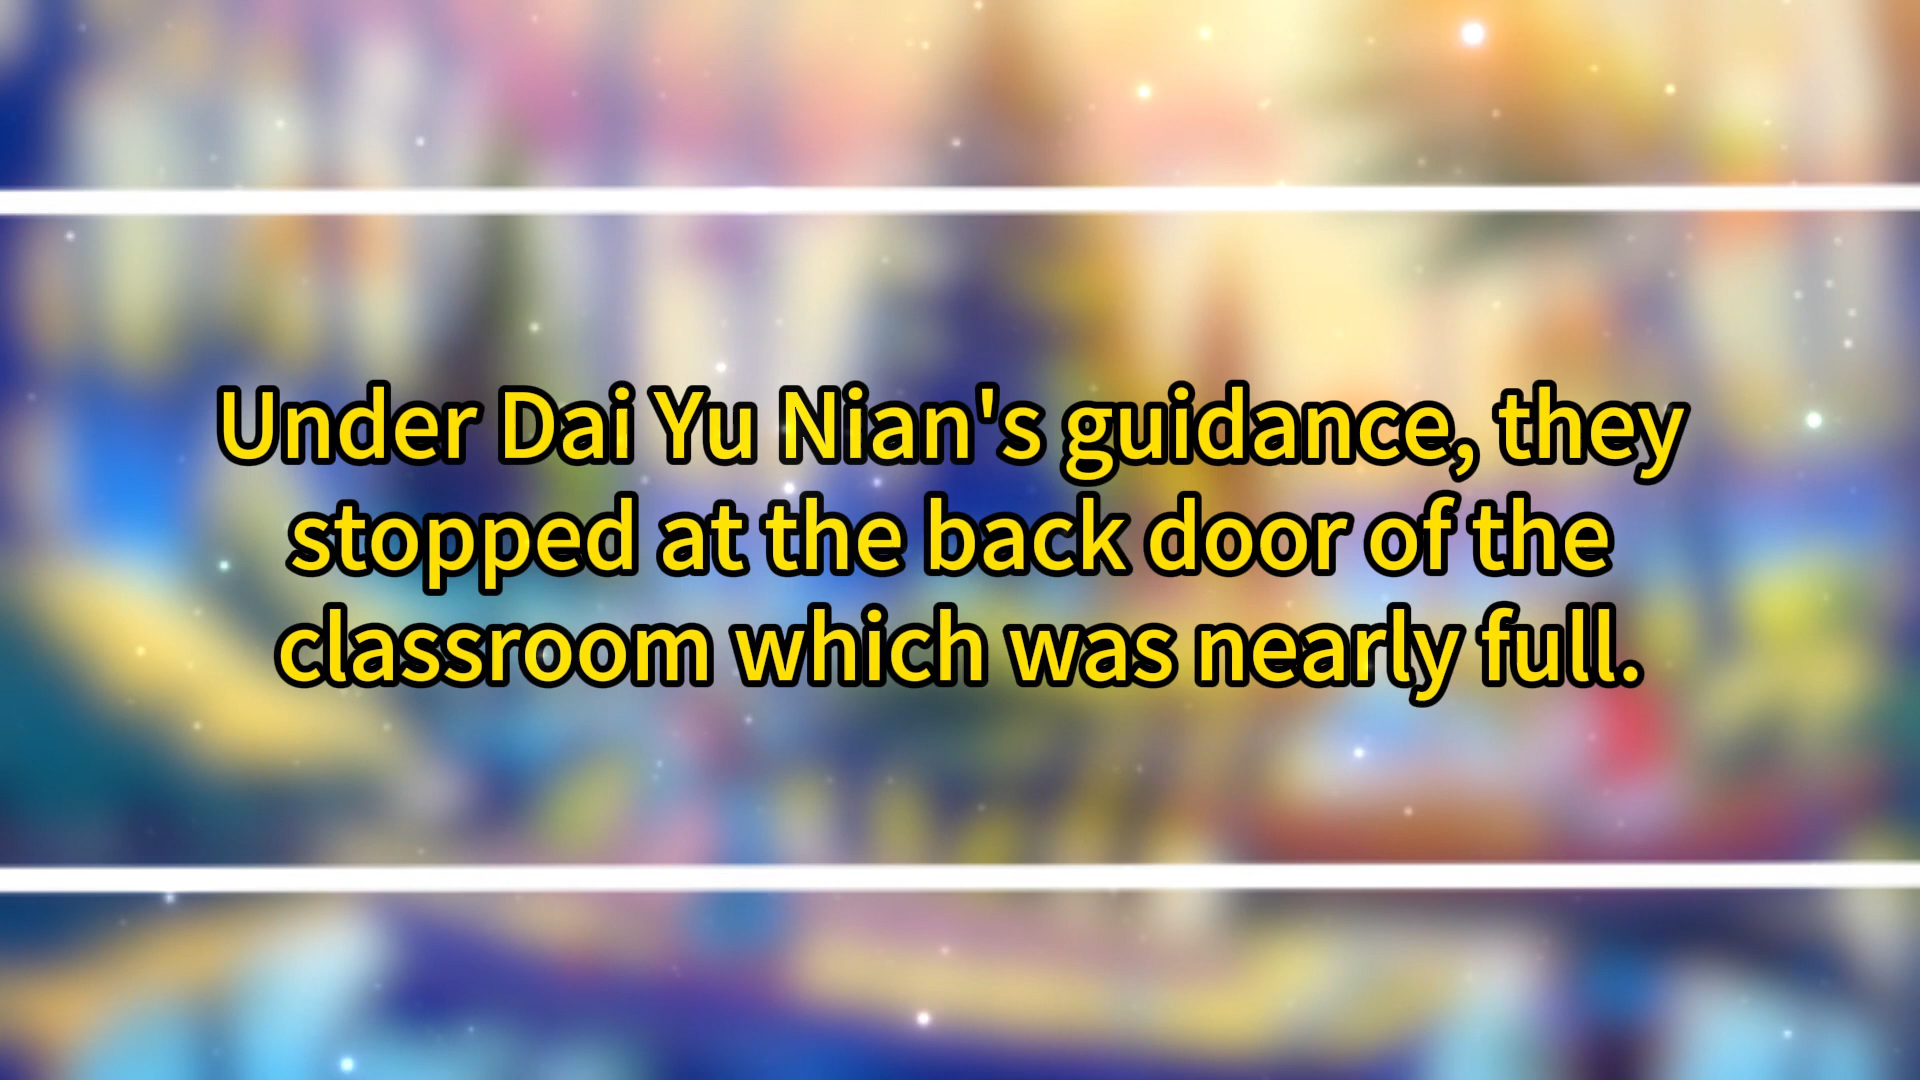 Under Dai Yu Nian's guidance, they
stopped at the back door of the
classroom which was nearly full.